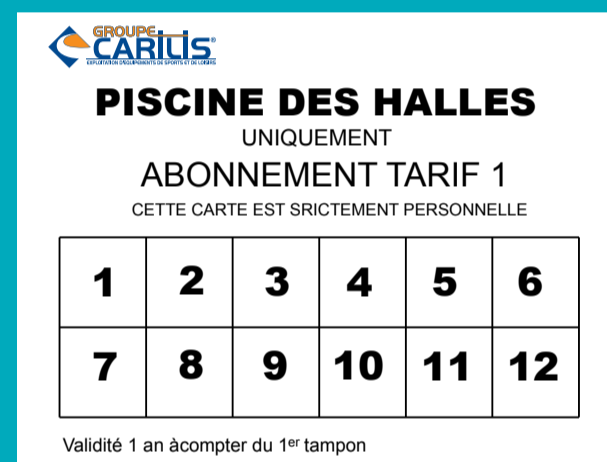 GROUPE
CARILIS®
EXPLOITATION D'ÉQUIPEMENTS DE SPORTS ET DE LOISIRS
PISCINE DES HALLES
UNIQUEMENT
ABONNEMENT TARIF 1
CETTE CARTE EST SRICTEMENT PERSONNELLE
1 2 3 4 5 6
7 8 9 10 11 12
Validité 1 an àcompter du 1er tampon